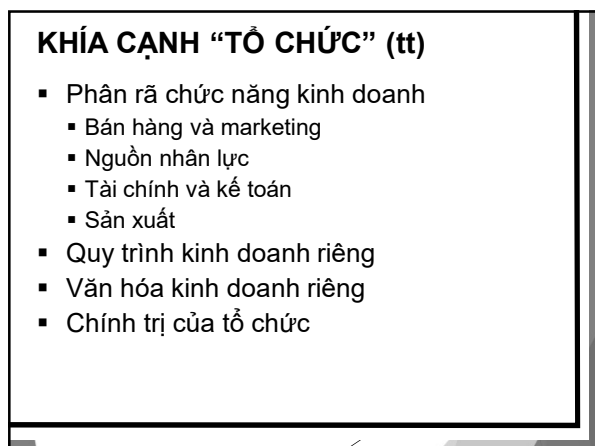 KHÍA CẠNH “TỔ CHỨC” (tt)
▪ Phân rã chức năng kinh doanh
▪ Bán hàng và marketing
▪ Nguồn nhân lực
▪ Tài chính và kế toán
▪ Sản xuất
▪ Quy trình kinh doanh riêng
▪ Văn hóa kinh doanh riêng
▪ Chính trị của tổ chức